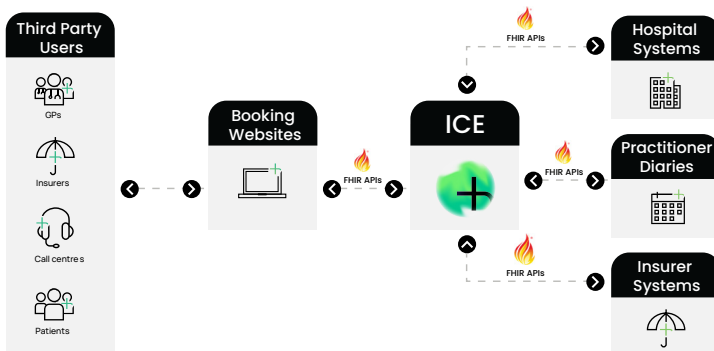 Third Party
Users
GPs
Insurers
Call centres
Patients
Booking
Websites
FHIR APIs
ICE
FHIR APIs
FHIR APIs
FHIR APIs
Hospital
Systems
Practitioner
Diaries
Insurer
Systems